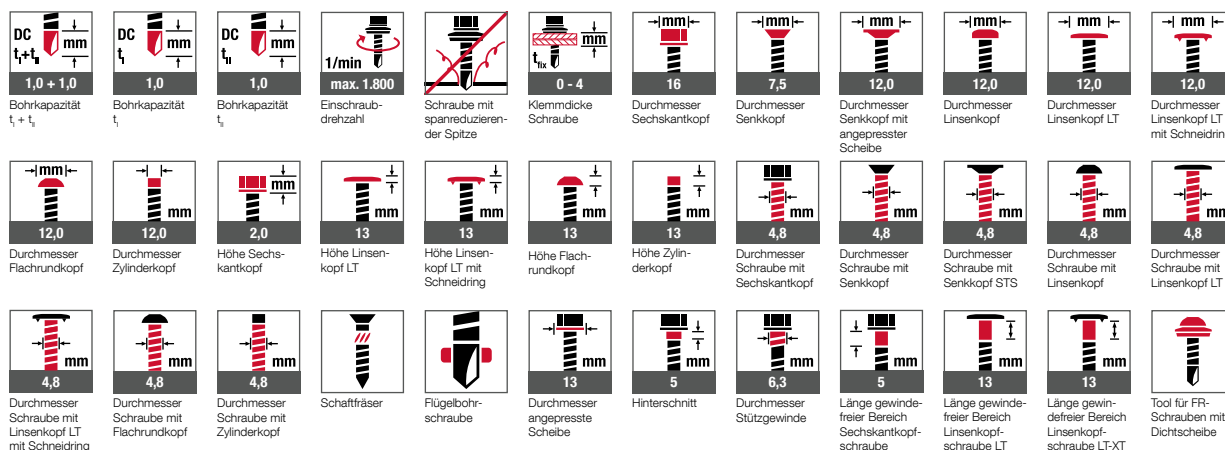 DC
tI+tII
mm
1,0 + 1,0
Bohrkapazität
tI + tII
DC
tI
mm
1,0
Bohrkapazität
tI
DC
tII
mm
1,0
Bohrkapazität
tII
1/min
max. 1.800
Einschraub-
drehzahl
Schraube mit
spanreduzieren-
der Spitze
mm
tfix
0 - 4
Klemmdicke
Schraube
mm
16
Durchmesser
Sechskantkopf
mm
7,5
Durchmesser
Senkkopf
mm
12,0
Durchmesser
Senkkopf mit
angepresster
Scheibe
mm
12,0
Durchmesser
Linsenkopf
mm
12,0
Durchmesser
Linsenkopf LT
mm
12,0
Durchmesser
Linsenkopf LT
mit Schneidrin
mm
12,0
Durchmesser
Flachrundkopf
mm
12,0
Durchmesser
Zylinderkopf
mm
2,0
Höhe Sechs-
kantkopf
mm
13
Höhe Linsen-
kopf LT
mm
13
Höhe Linsen-
kopf LT mit
Schneidring
mm
13
Höhe Flach-
rundkopf
mm
13
Höhe Zylin-
derkopf
mm
4,8
Durchmesser
Schraube mit
Sechskantkopf
mm
4,8
Durchmesser
Schraube mit
Senkkopf
mm
4,8
Durchmesser
Schraube mit
Senkkopf STS
mm
4,8
Durchmesser
Schraube mit
Linsenkopf
mm
4,8
Durchmesser
Schraube mit
Linsenkopf LT
mm
4,8
Durchmesser
Schraube mit
Linsenkopf LT
mit Schneidring
mm
4,8
Durchmesser
Schraube mit
Flachrundkopf
mm
4,8
Durchmesser
Schraube mit
Zylinderkopf
Schaftfräser
Flügelbohr-
schraube
mm
13
Durchmesser
angepresste
Scheibe
mm
5
Hinterschnitt
mm
6,3
Durchmesser
Stützgewinde
mm
5
Länge gewinde-
freier Bereich
Sechskantkopf-
schraube
mm
13
Länge gewinde-
freier Bereich
Linsenkopf-
schraube LT
mm
13
Länge gewin-
defreier Bereich
Linsenkopf-
schraube LT-XT
Tool für FR-
Schrauben mit
Dichtscheibe